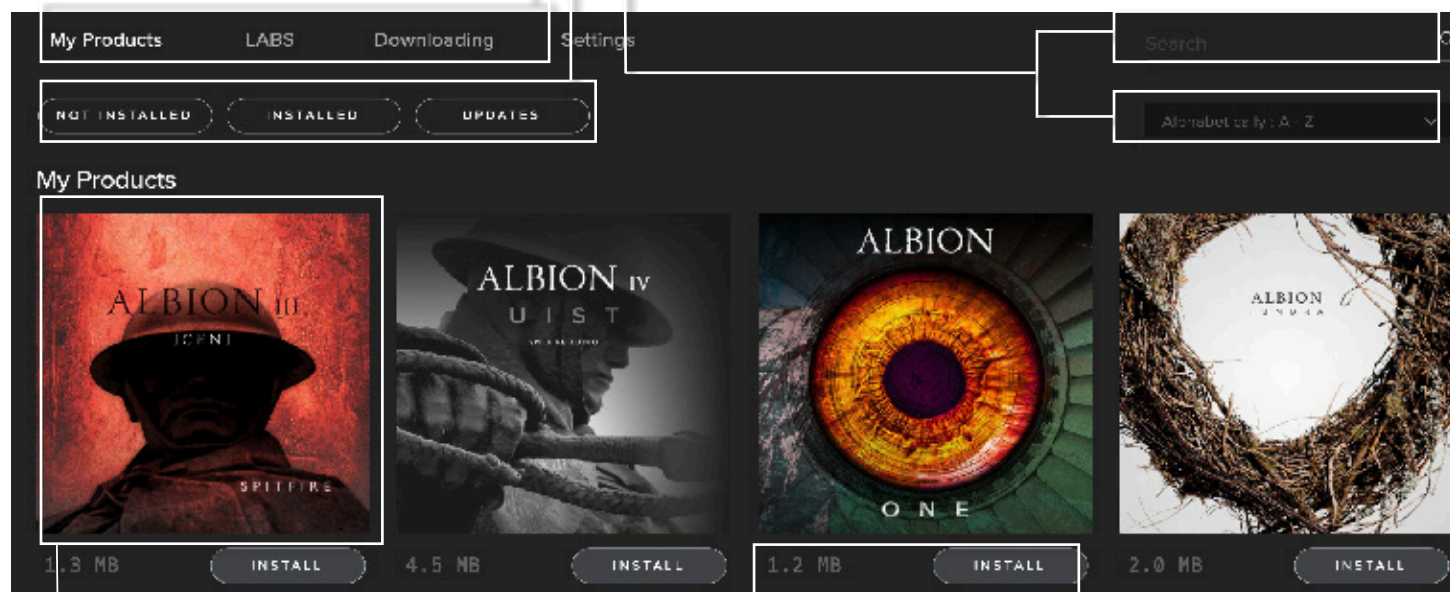 My Products LABS Downloading Settings
Search
NOT INSTALLED INSTALLED UPDATES
Alphabetically : A - Z
My Products
ALBION III
ICENI
SPITFIRE
ALBION IV
UIST
ALBION
ONE
ALBION
TUNDRA
1.3 MB INSTALL 4.5 MB INSTALL 1.2 MB INSTALL 2.0 MB INSTALL